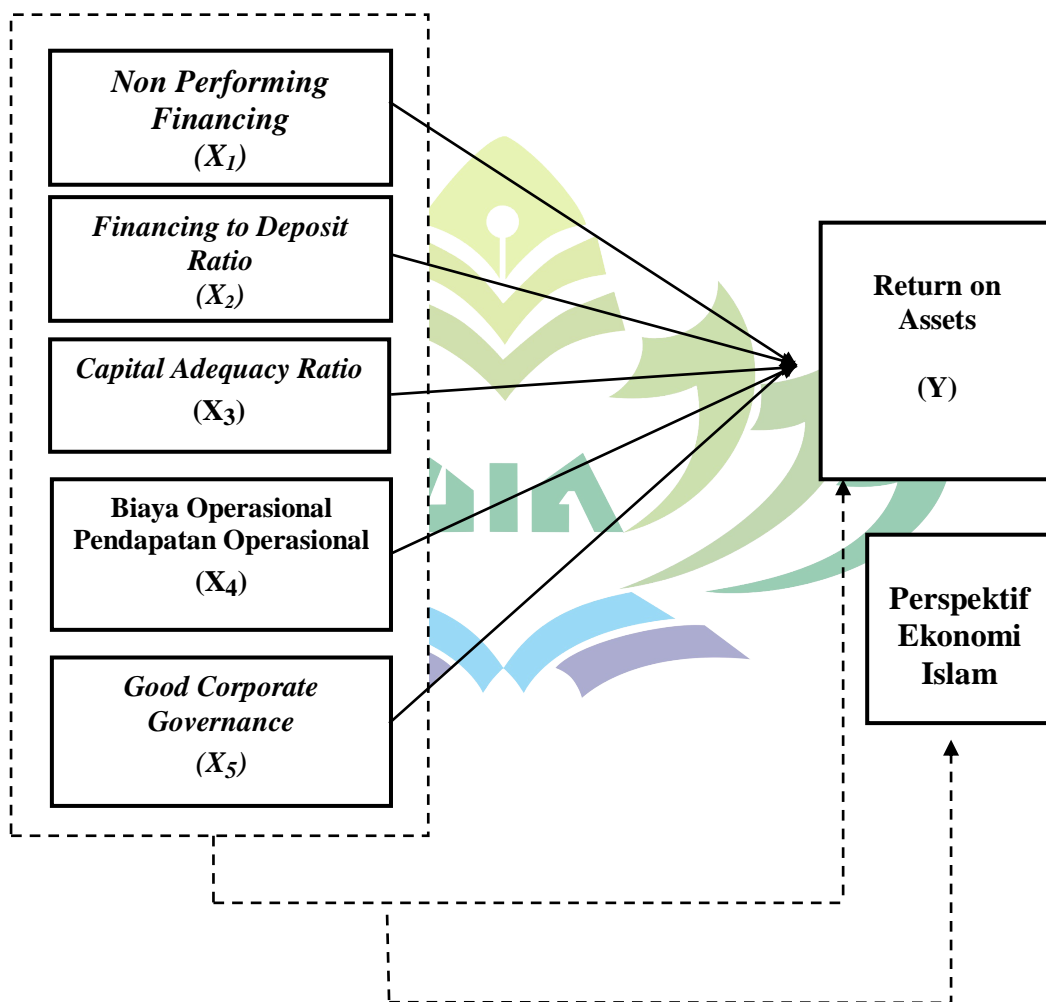 Non Performing
Financing
(X1)
Financing to Deposit
Ratio
(X2)
Capital Adequacy Ratio
(X3)
Biaya Operasional
Pendapatan Operasional
(X4)
Good Corporate
Governance
(X5)
Return on
Assets
(Y)
Perspektif
Ekonomi
Islam